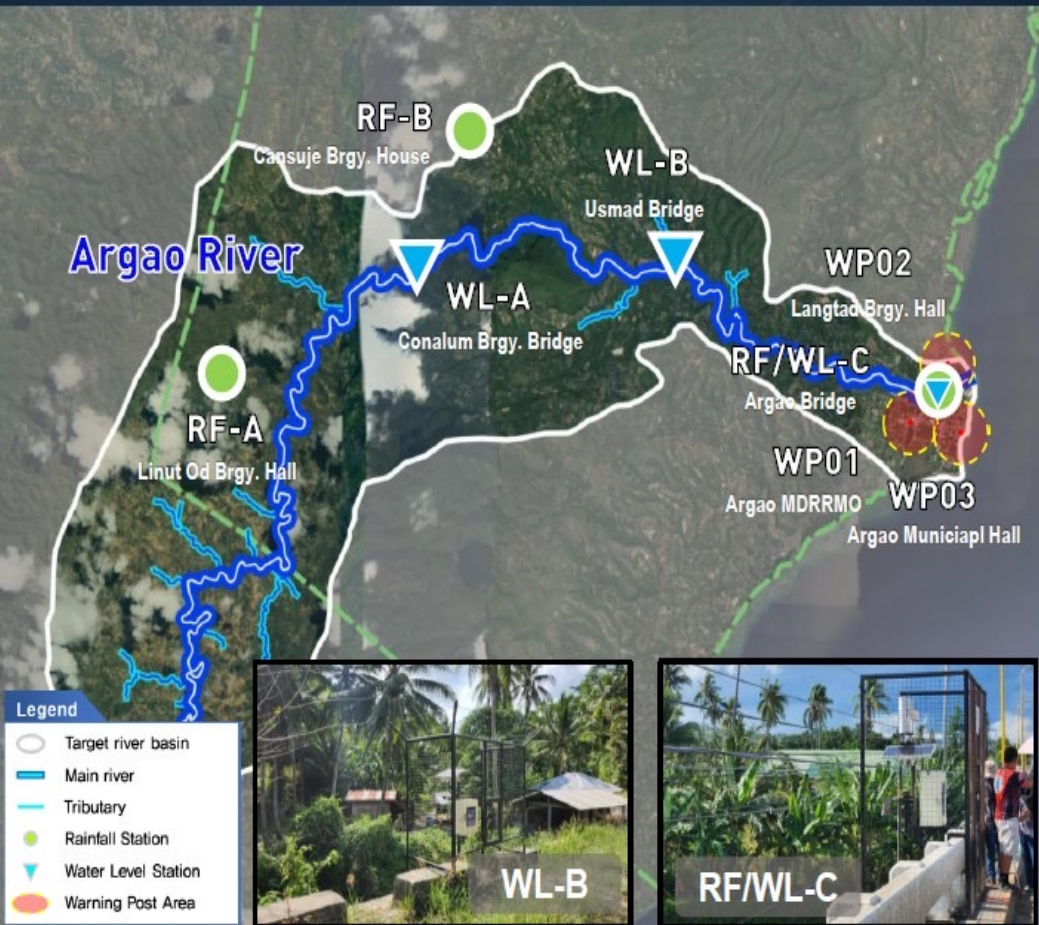 RF-B
Cansuje Brgy. House
WL-B
Usmad Bridge
Argao River
WP02
Langtad Brgy. Hall
WL-A
Conalum Brgy. Bridge
RF/WL-C
Argao Bridge
RF-A
Linut Od Brgy. Hall
WP01
Argao MDRRMO
WP03
Argao Municiapl Hall
Legend
Target river basin
Main river
Tributary
Rainfall Station
Water Level Station
Warning Post Area
WL-B
RF/WL-C